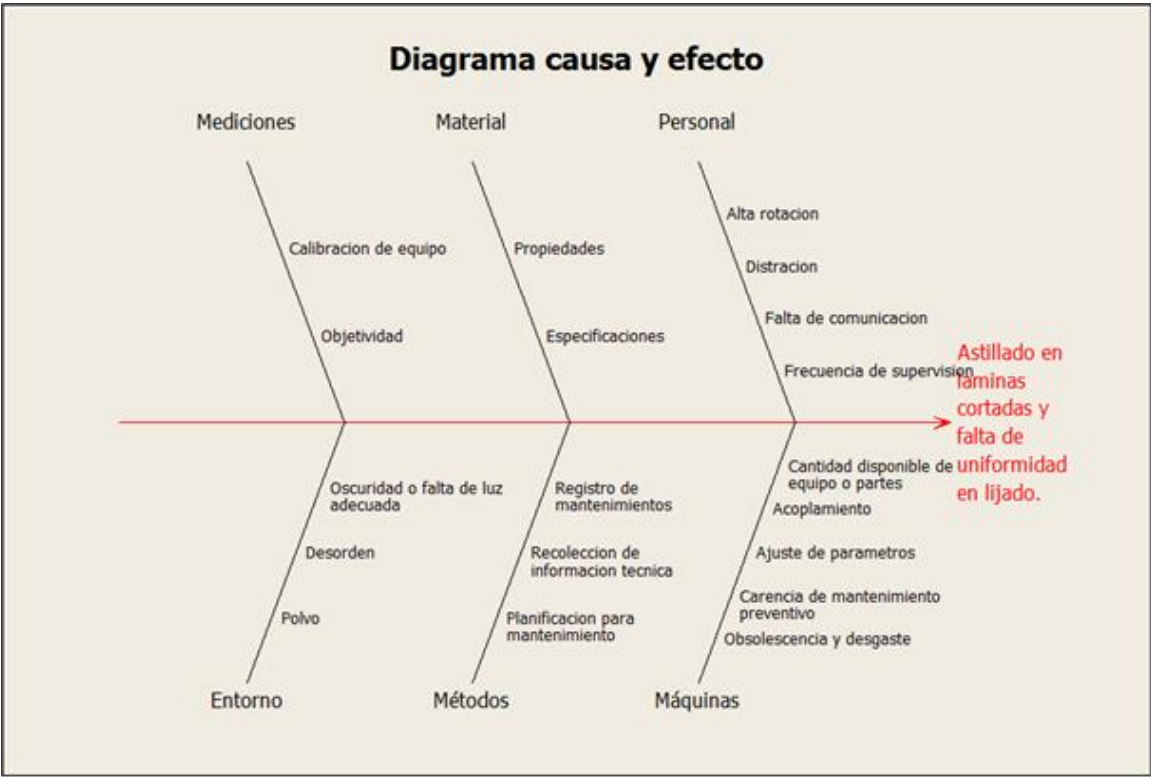 Diagrama causa y efecto
Mediciones
Material
Personal
Alta rotacion
Calibracion de equipo
Propiedades
Distracion
Falta de comunicacion
Objetividad
Especificaciones
Frecuencia de supervision
Astillado en
laminas
cortadas y
falta de
uniformidad
en lijado.
Cantidad disponible de
equipo o partes
Oscuridad o falta de luz
adecuada
Registro de
mantenimientos
Acoplamiento
Desorden
Recoleccion de
informacion tecnica
Ajuste de parametros
Carencia de mantenimiento
preventivo
Polvo
Planificacion para
mantenimiento
Obsolescencia y desgaste
Entorno
Métodos
Máquinas